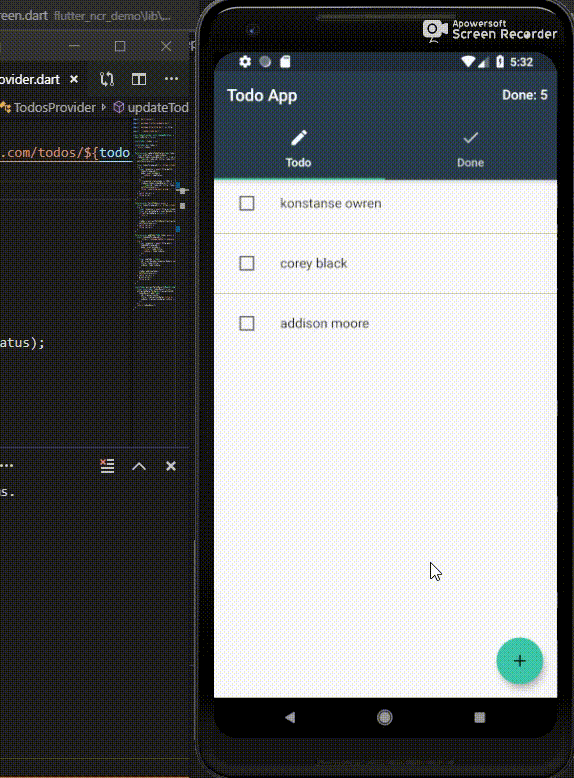 reen.dart flutter_ncr_demo\lib\...
ovider.dart
TodosProvider
updateTod
.com/todos/${todo
atus);
s.
Apowersoft
Screen Recorder
5:32
Todo App
Done: 5
Todo
Done
konstanse owren
corey black
addison moore